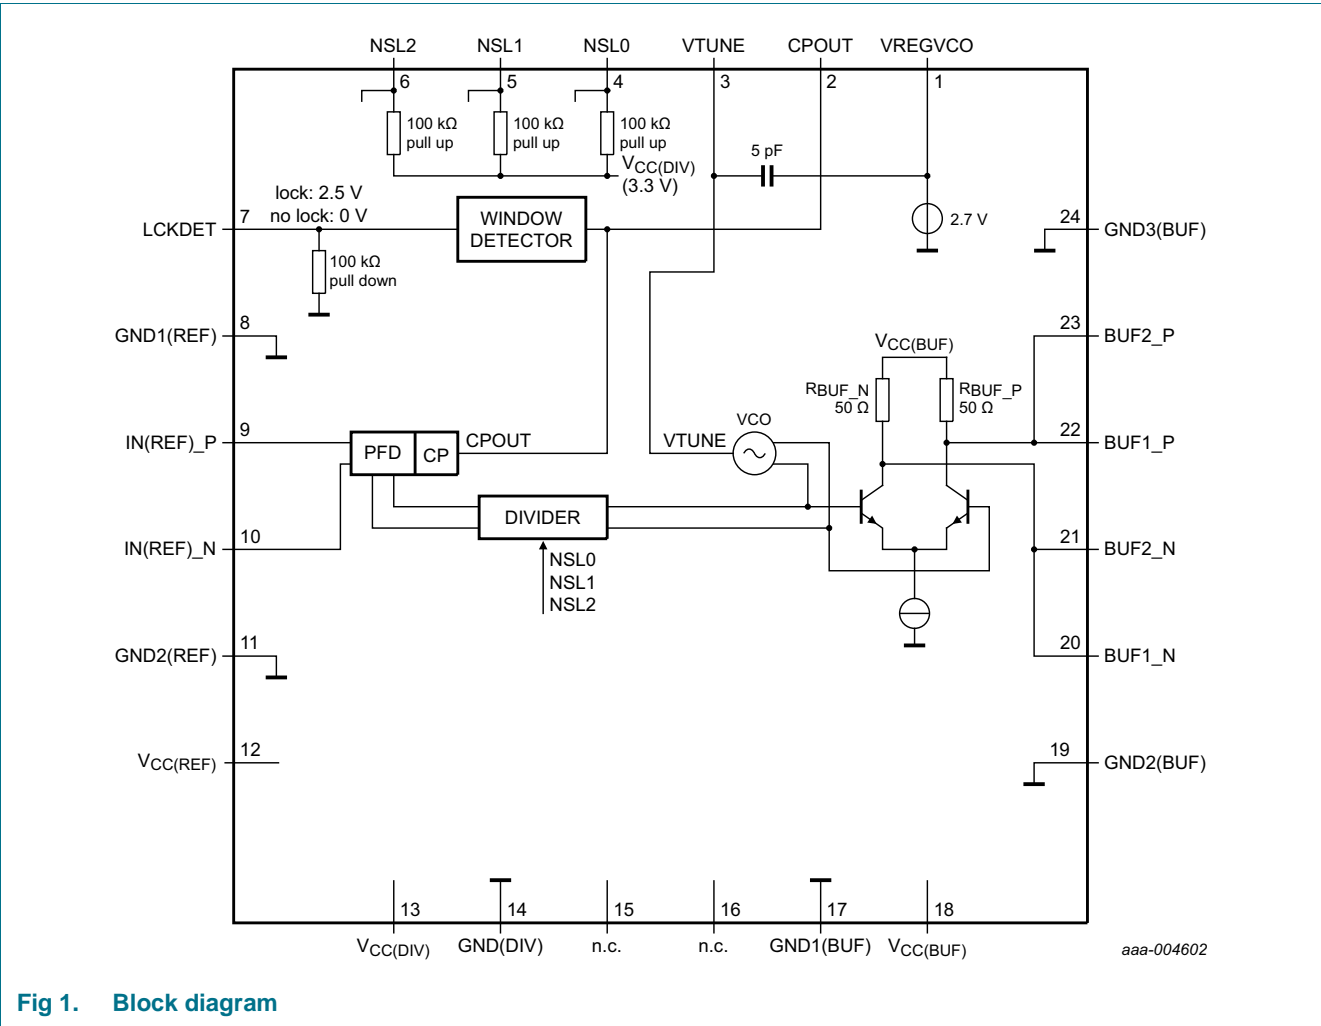 NSL2 NSL1 NSL0 VTUNE CPOUT VREGVCO
6 5 4 3 2 1
100 kΩ
pull up
100 kΩ
pull up
100 kΩ
pull up
VCC(DIV)
(3.3 V)
5 pF
2.7 V
lock: 2.5 V
no lock: 0 V
LCKDET 7
WINDOW
DETECTOR
100 kΩ
pull down
24 GND3(BUF)
GND1(REF) 8
23 BUF2_P
VCC(BUF)
RBUF_N
50 Ω
RBUF_P
50 Ω
IN(REF)_P 9
PFD CP
CPOUT
VTUNE
VCO
22 BUF1_P
DIVIDER
IN(REF)_N 10
NSL0
NSL1
NSL2
21 BUF2_N
GND2(REF) 11
20 BUF1_N
VCC(REF) 12
19 GND2(BUF)
13 14 15 16 17 18
VCC(DIV) GND(DIV) n.c. n.c. GND1(BUF) VCC(BUF)
aaa-004602
Fig 1. Block diagram